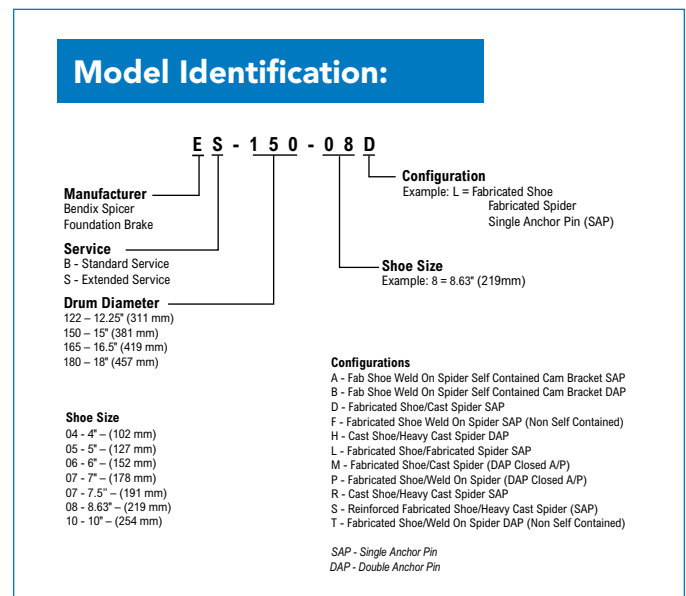 Model Identification:
E S - 1 5 0 - 0 8 D
Manufacturer
Bendix Spicer
Foundation Brake
Service
B - Standard Service
S - Extended Service
Drum Diameter
122 – 12.25" (311 mm)
150 – 15" (381 mm)
165 – 16.5" (419 mm)
180 – 18" (457 mm)
Configuration
Example: L = Fabricated Shoe
Fabricated Spider
Single Anchor Pin (SAP)
Shoe Size
Example: 8 = 8.63" (219mm)
Shoe Size
04 - 4" – (102 mm)
05 - 5" – (127 mm)
06 - 6" – (152 mm)
07 - 7" – (178 mm)
07 - 7.5" – (191 mm)
08 - 8.63" – (219 mm)
10 - 10" – (254 mm)
Configurations
A - Fab Shoe Weld On Spider Self Contained Cam Bracket SAP
B - Fab Shoe Weld On Spider Self Contained Cam Bracket DAP
D - Fabricated Shoe/Cast Spider SAP
F - Fabricated Shoe Weld On Spider SAP (Non Self Contained)
H - Cast Shoe/Heavy Cast Spider DAP
L - Fabricated Shoe/Fabricated Spider SAP
M - Fabricated Shoe/Cast Spider (DAP Closed A/P)
P - Fabricated Shoe/Weld On Spider (DAP Closed A/P)
R - Cast Shoe/Heavy Cast Spider SAP
S - Reinforced Fabricated Shoe/Heavy Cast Spider (SAP)
T - Fabricated Shoe/Weld On Spider DAP (Non Self Contained)
SAP - Single Anchor Pin
DAP - Double Anchor Pin